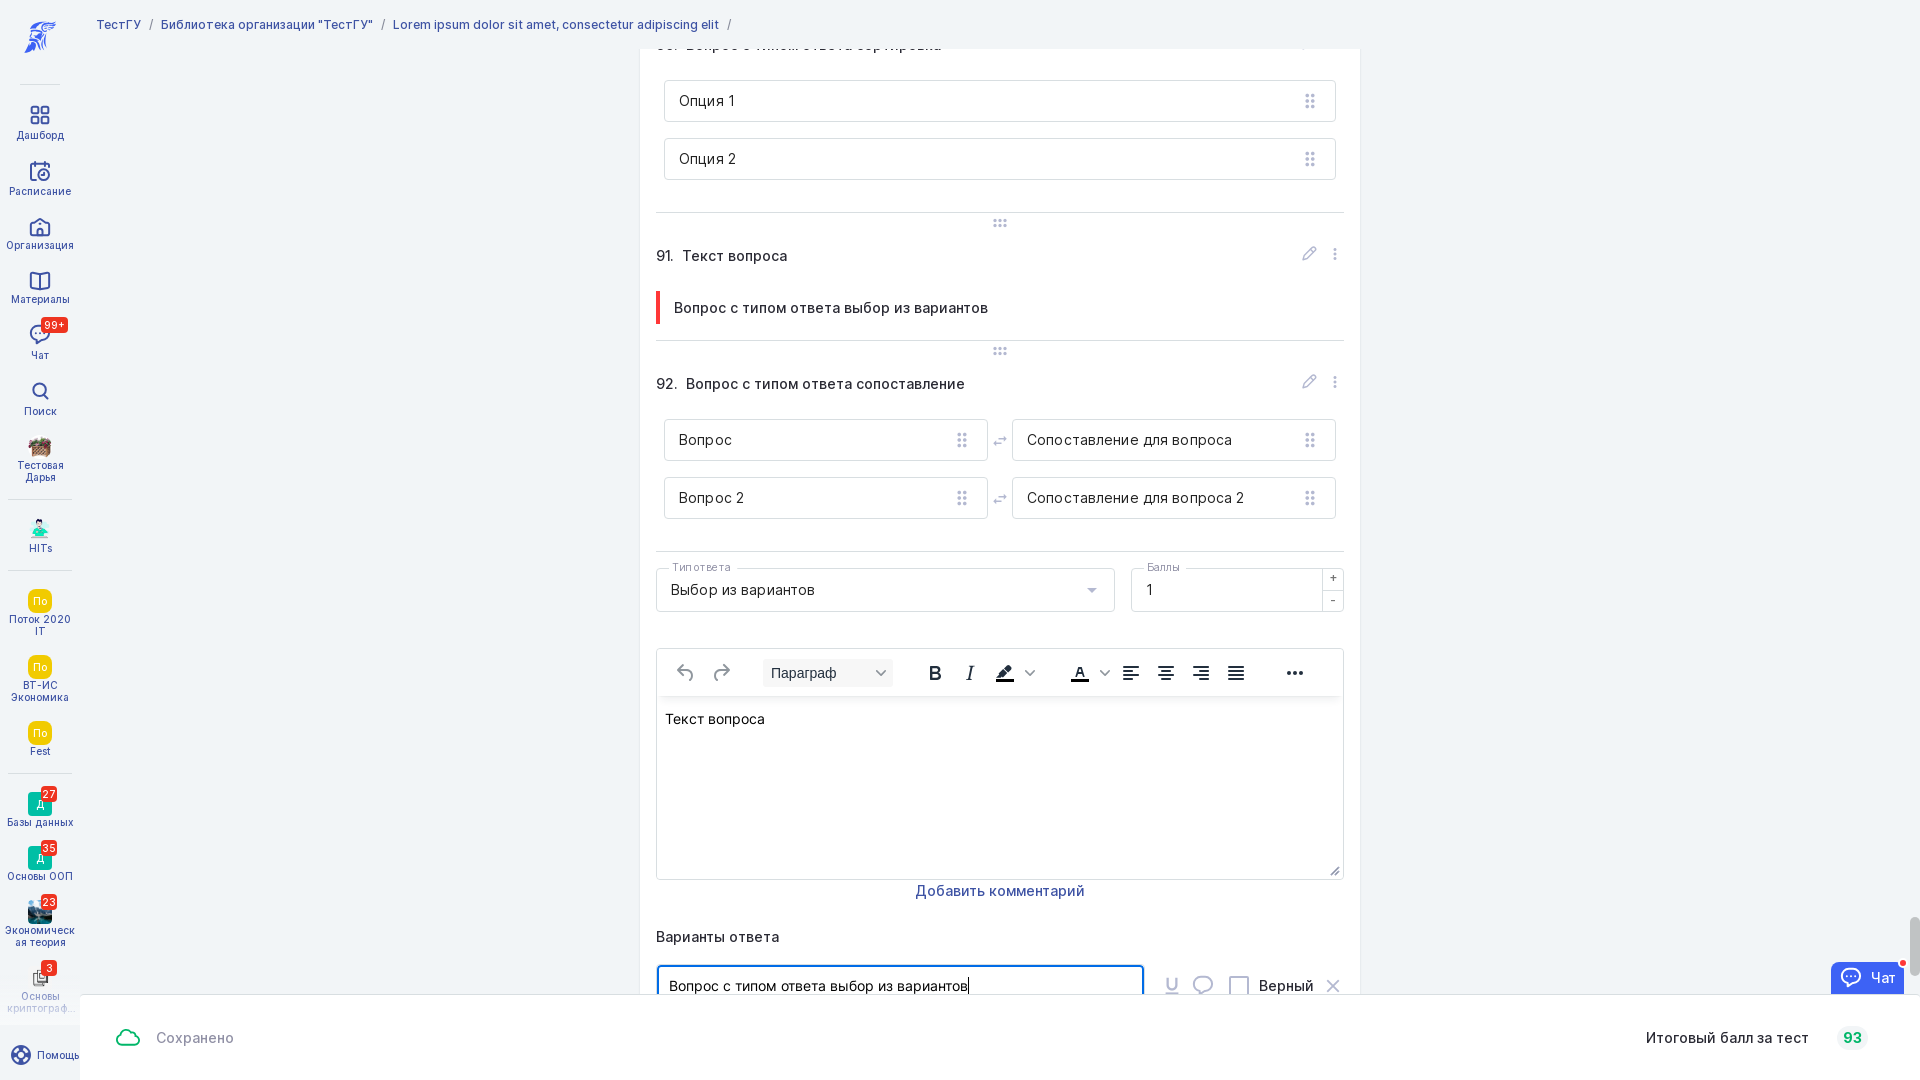 ТестГУ / Библиотека организации "ТестГУ" / Lorem ipsum dolor sit amet, consectetur adipiscing elit /
Дашборд
Расписание
Организация
Материалы
99+
Чат
Поиск
Тестовая
Дарья
HITs
По
Поток 2020
IT
По
ВТ-ИС
Экономика
По
Fest
27
Д
Базы данных
35
Д
Основы ООП
23
Экономическ
ая теория
3
Основы
криптограф...
Помощь
Опция 1
Опция 2
91. Текст вопроса
Вопрос с типом ответа выбор из вариантов
92. Вопрос с типом ответа сопоставление
Вопрос
Сопоставление для вопроса
Вопрос 2
Сопоставление для вопроса 2
Тип ответа
Выбор из вариантов
Баллы
1
+
-
Параграф
Текст вопроса
Добавить комментарий
Варианты ответа
Вопрос с типом ответа выбор из вариантов
Верный
Чат
Сохранено
Итоговый балл за тест 93